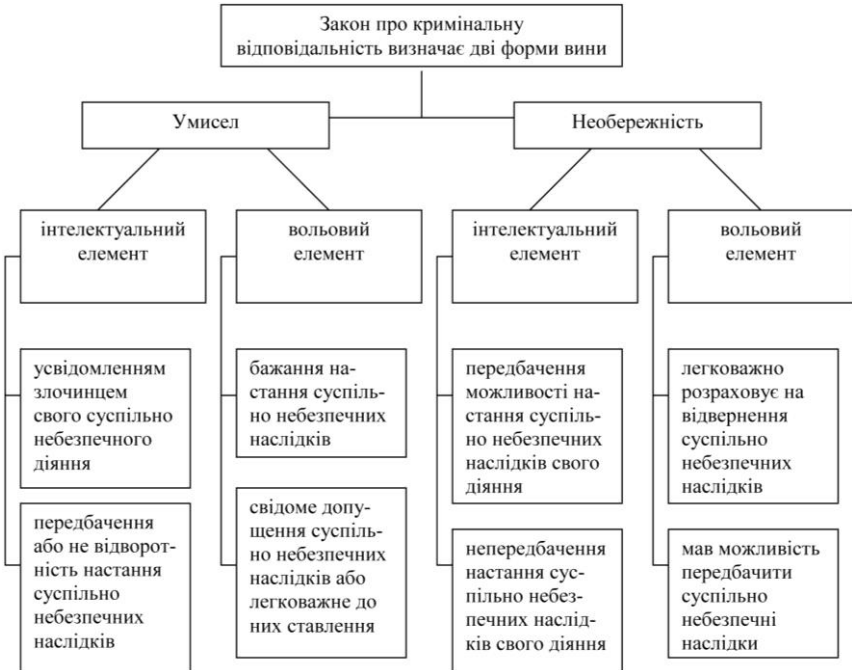 Закон про кримінальну
відповідальність визначає дві форми вини
Умисел
Необережність
інтелектуальний
елемент
вольовий
елемент
інтелектуальний
елемент
вольовий
елемент
усвідомленням
злочинцем
свого суспільно
небезпечного
діяння
бажання на-
стання суспіль-
но небезпечних
наслідків
передбачення
можливості на-
стання суспіль-
но небезпечних
наслідків свого
діяння
легковажно
розраховує на
відвернення
суспільно
небезпечних
наслідків
передбачення
або не відворот-
ність настання
суспільно
небезпечних
наслідків
свідоме допу-
щення суспіль-
но небезпечних
наслідків або
легковажне до
них ставлення
непередбачення
настання сус-
пільно небез-
печних наслід-
ків свого діяння
мав можливість
передбачити
суспільно
небезпечні
наслідки